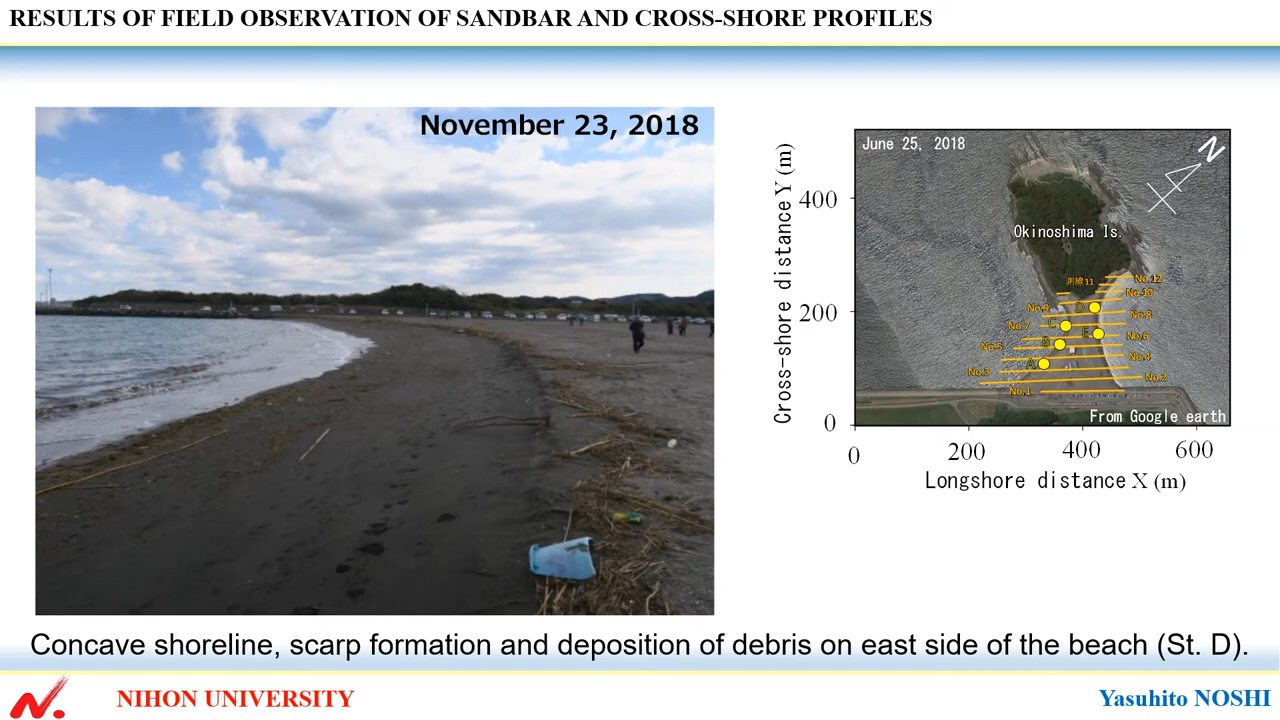 RESULTS OF FIELD OBSERVATION OF SANDBAR AND CROSS-SHORE PROFILES
November 23, 2018
June 25, 2018
N
Okinoshima Is.
測線11
No.12
No.10
No.9
D
No.8
No.7
C
E
No.6
No.5
B
No.4
A
No.3
No.2
No.1
From Google earth
Cross-shore distance Y (m)
400
200
0
0
200
400
600
Longshore distance X (m)
Concave shoreline, scarp formation and deposition of debris on east side of the beach (St. D).
NIHON UNIVERSITY
Yasuhito NOSHI